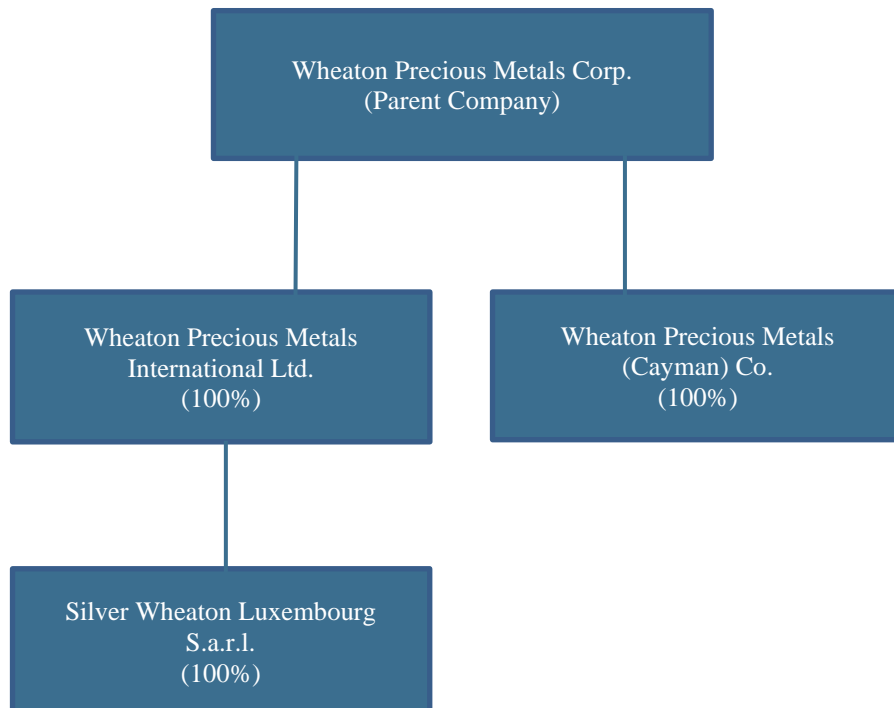 Wheaton Precious Metals Corp.
(Parent Company)
Wheaton Precious Metals
International Ltd.
(100%)
Wheaton Precious Metals
(Cayman) Co.
(100%)
Silver Wheaton Luxembourg
S.a.r.l.
(100%)